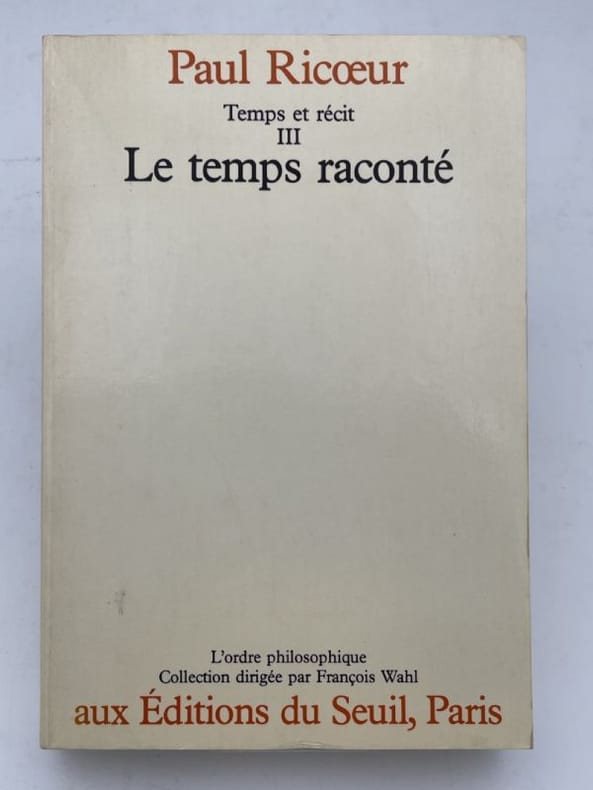 Paul Ricœur
Temps et récit
III
Le temps raconté
L'ordre philosophique
Collection dirigée par François Wahl
aux Éditions du Seuil, Paris